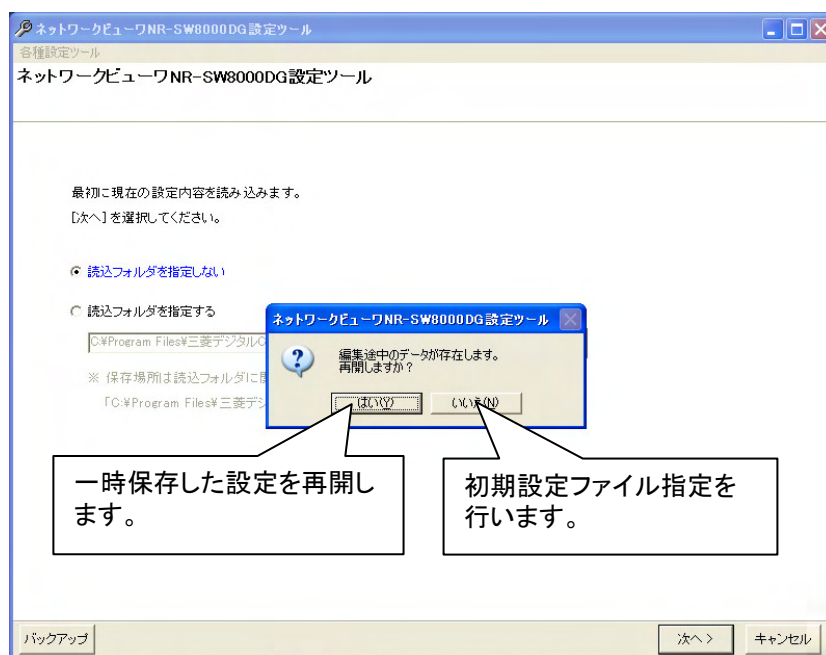 ネットワークビューワNR-SW8000DG設定ツール
各種設定ツール
ネットワークビューワNR-SW8000DG設定ツール
最初に現在の設定内容を読み込みます。
[次へ]を選択してください。
読込フォルダを指定しない
読込フォルダを指定する
C:¥Program Files¥三菱デジタルC
※ 保存場所は読込フォルダに
「C:¥Program Files¥三菱デジ
ネットワークビューワNR-SW8000DG設定ツール
編集途中のデータが存在します。
再開しますか？
はい(Y)
いいえ(N)
一時保存した設定を再開し
ます。
初期設定ファイル指定を
行います。
バックアップ
次へ >
キャンセル